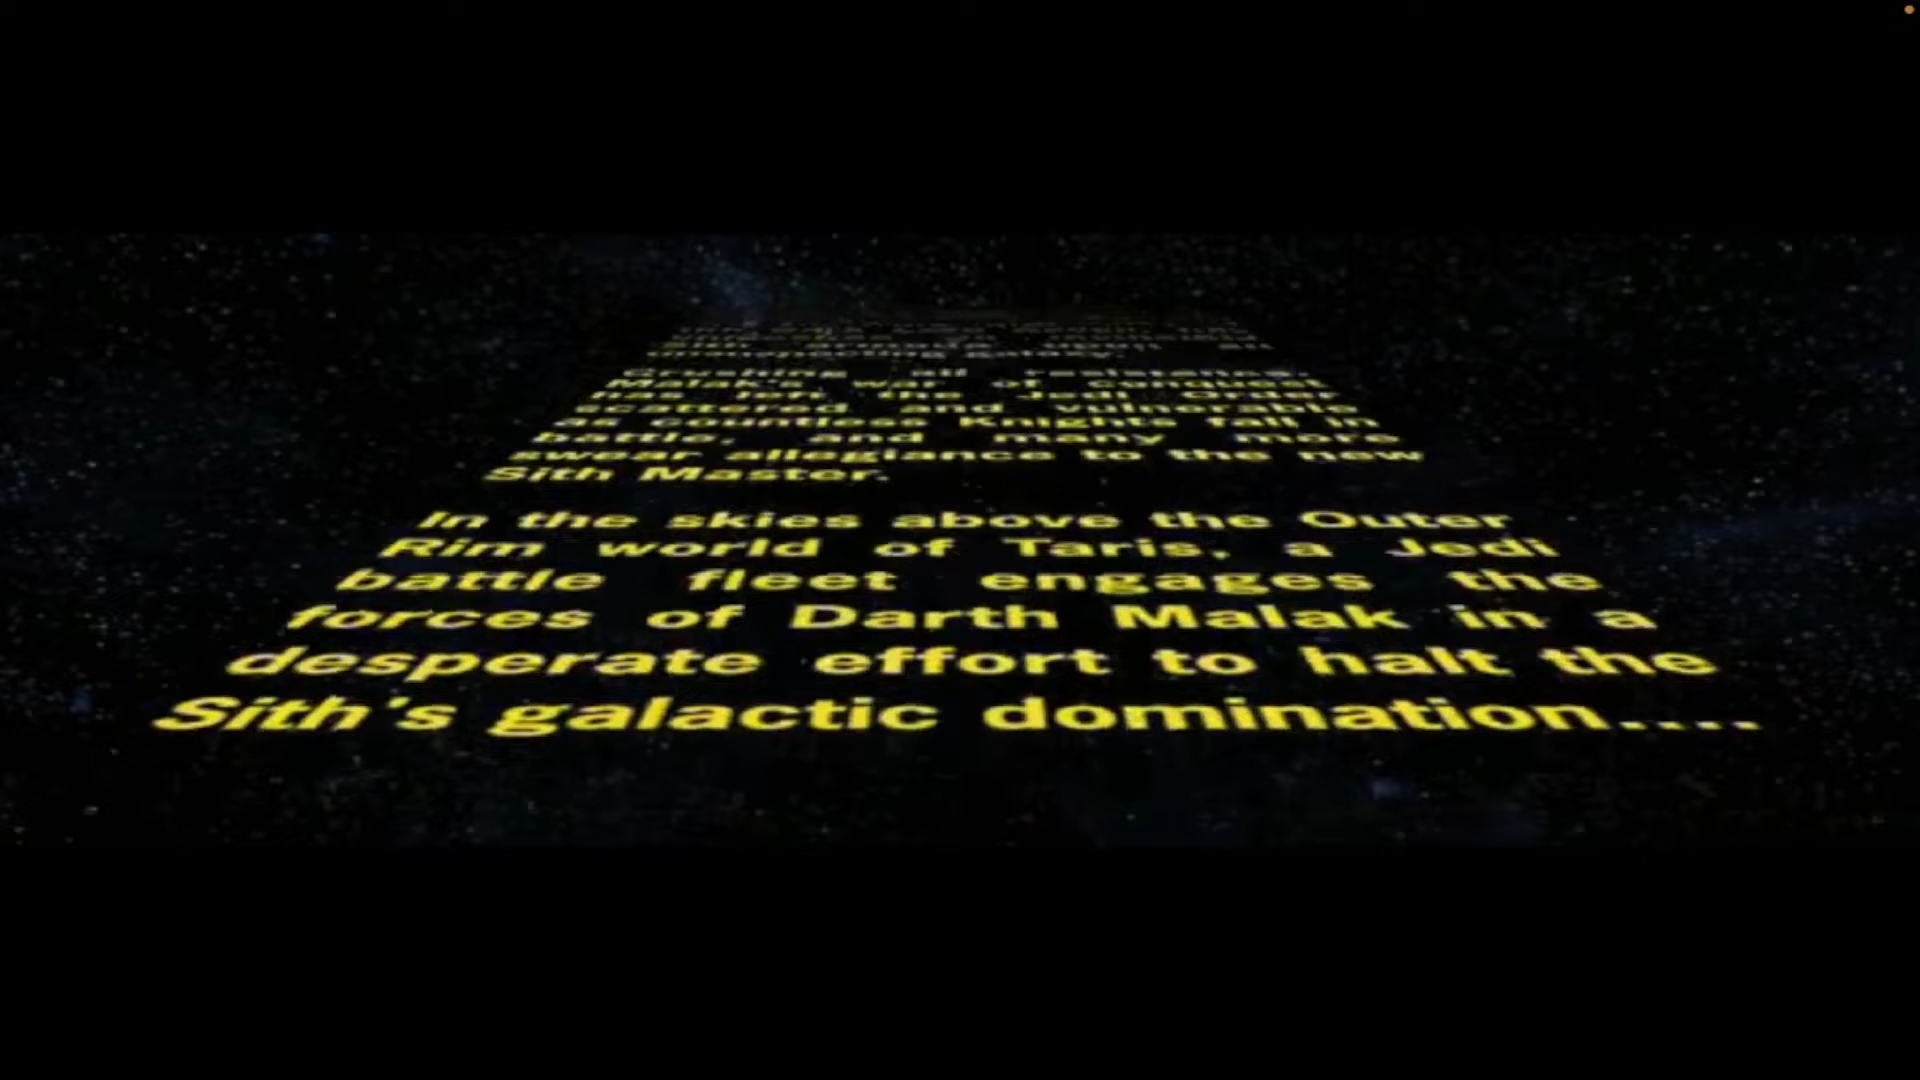 unsuspecting galaxy.
Crushing all resistance,
Malak's war of conquest
has left the Jedi Order
scattered and vulnerable
as countless Knights fall in
battle, and many more
swear allegiance to the new
Sith Master.
In the skies above the Outer
Rim world of Taris, a Jedi
battle fleet engages the
forces of Darth Malak in a
desperate effort to halt the
Sith's galactic domination....